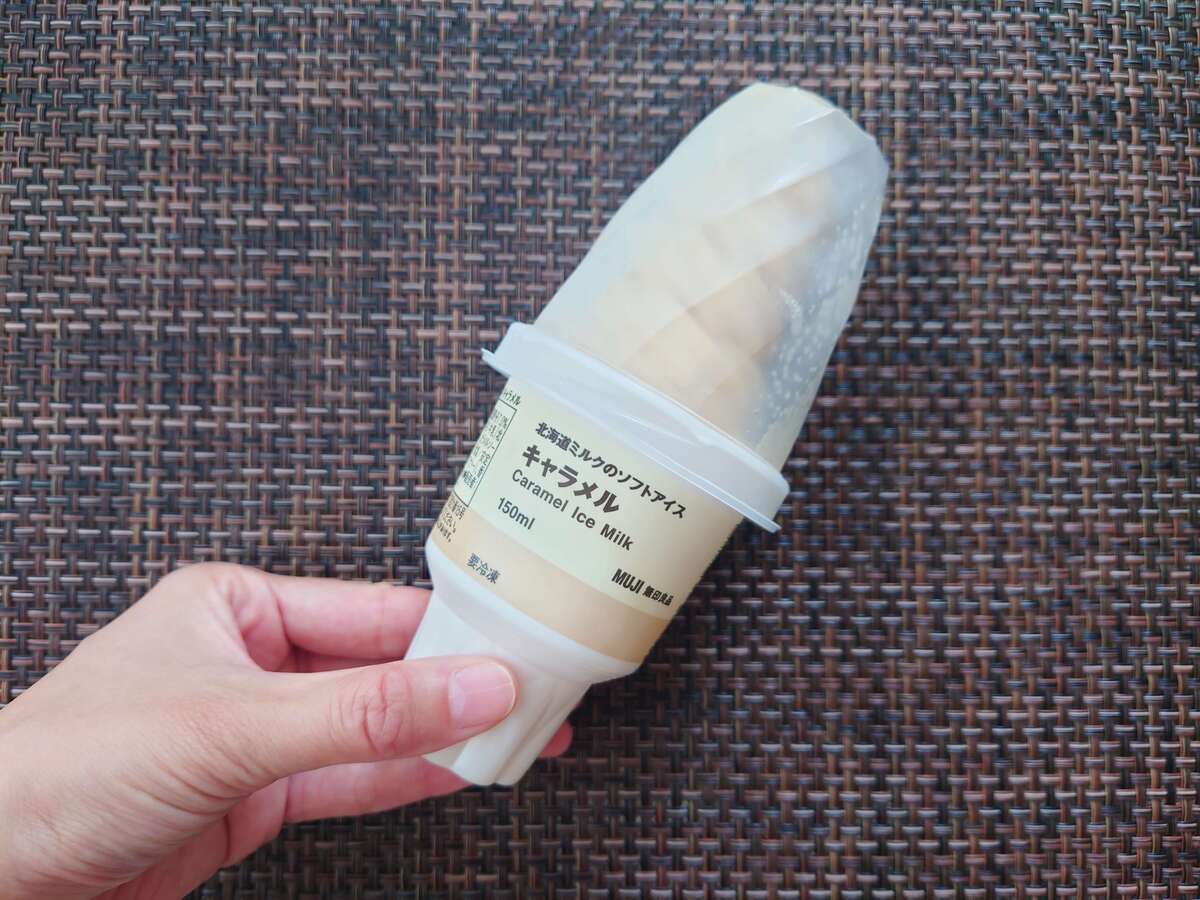 北海道ミルクのソフトアイス
キャラメル
Caramel Ice Milk
150ml
MUJI 無印良品
要冷凍